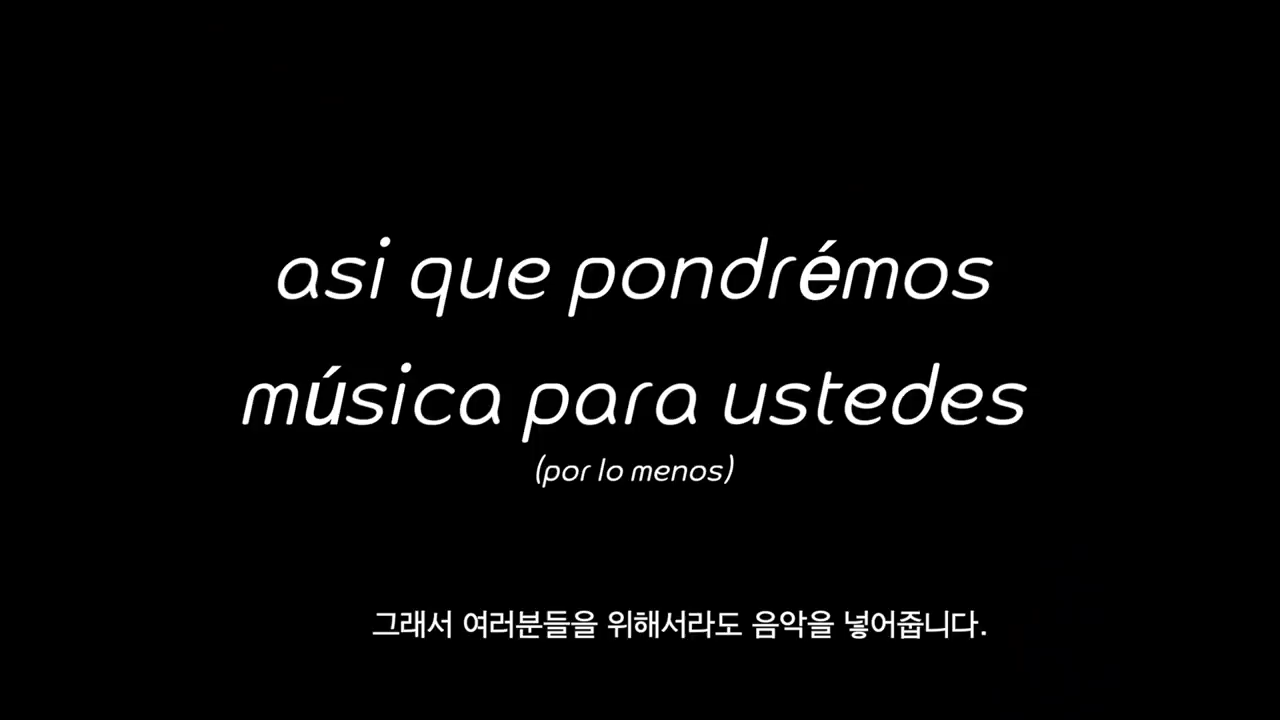 asi que pondrémos
música para ustedes
(por lo menos)
그래서 여러분들을 위해서라도 음악을 넣어줍니다.